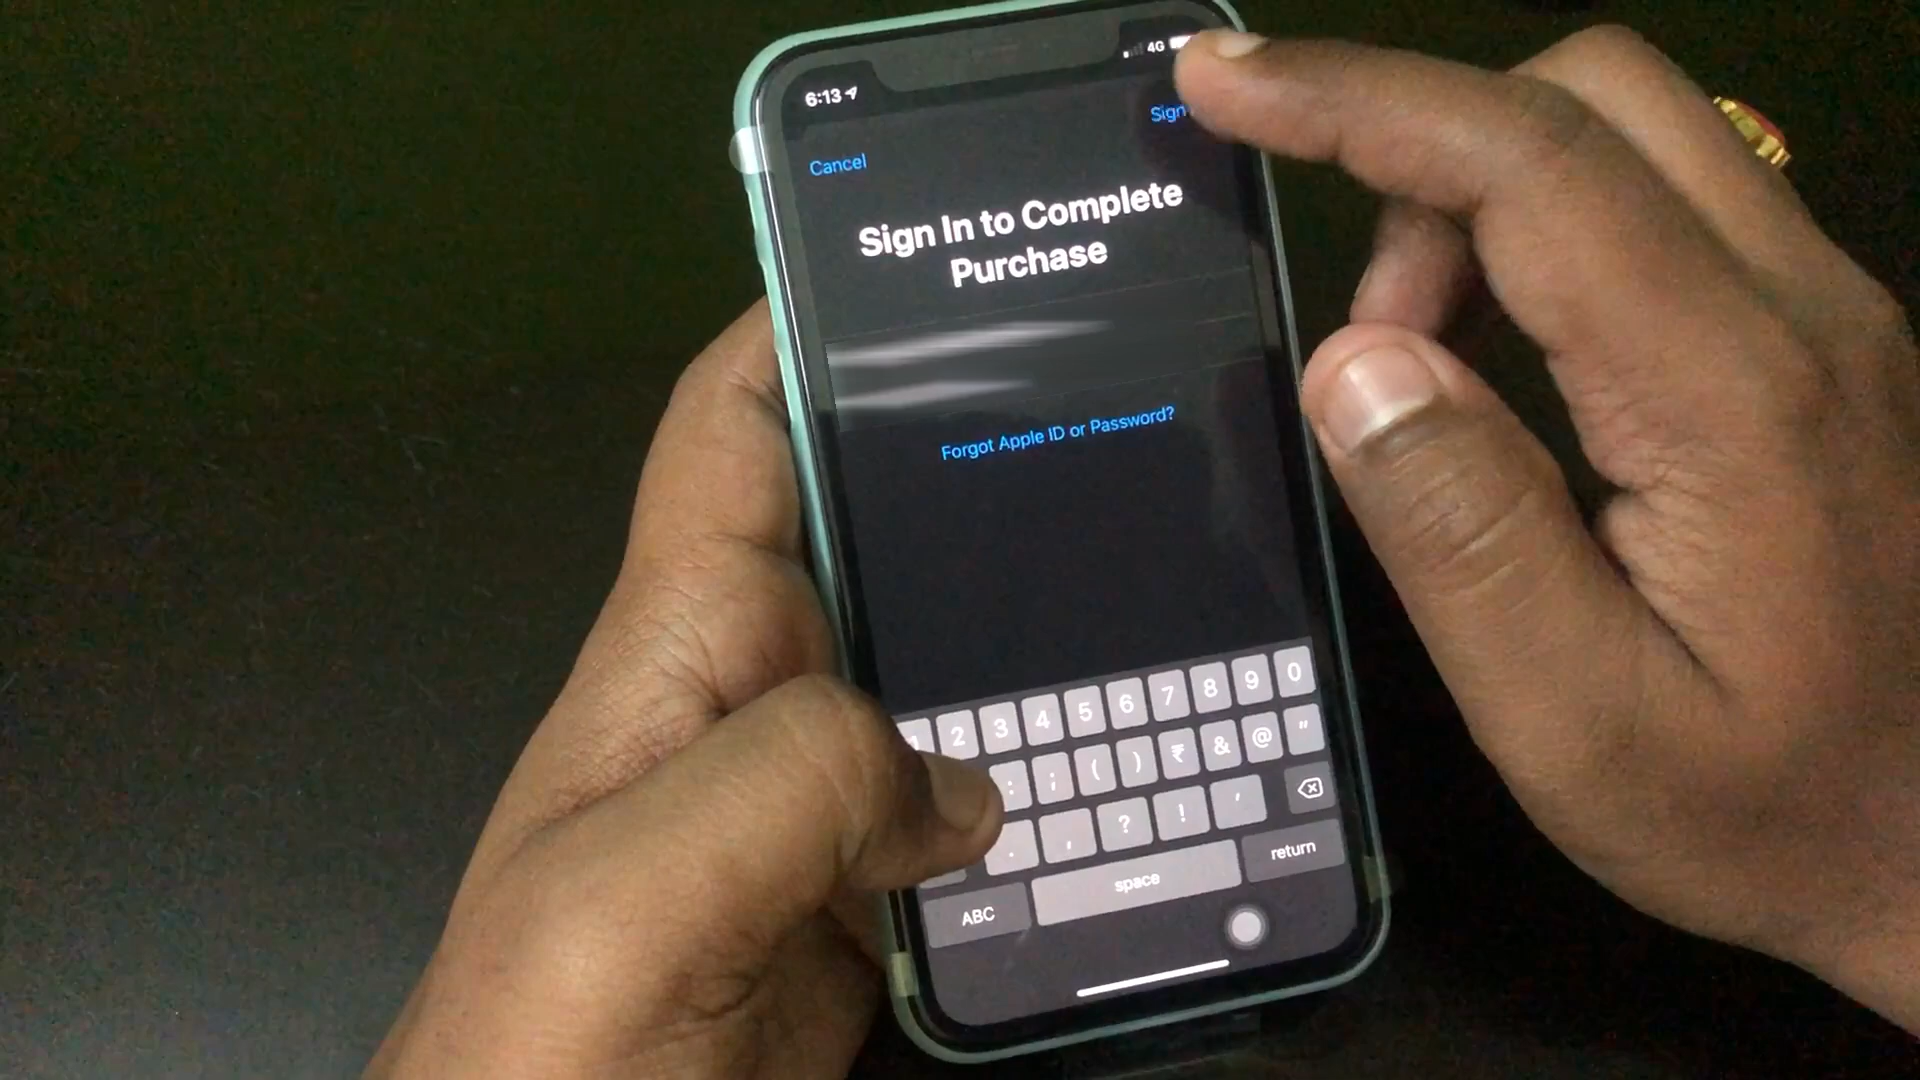 6:13
4G
Sign
Cancel
Sign In to Complete
Purchase
Forgot Apple ID or Password?
1 2 3 4 5 6 7 8 9 0
: ; ( ) ₹ & @ "
. , ? ! '
ABC space return